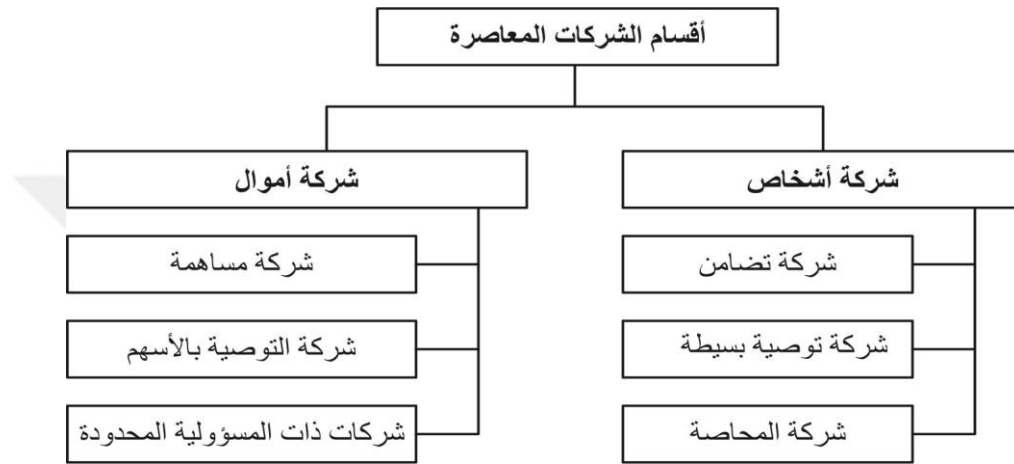 أقسام الشركات المعاصرة
شركة أشخاص
شركة تضامن
شركة توصية بسيطة
شركة المحاصة
شركة أموال
شركة مساهمة
شركة التوصية بالأسهم
شركات ذات المسؤولية المحدودة